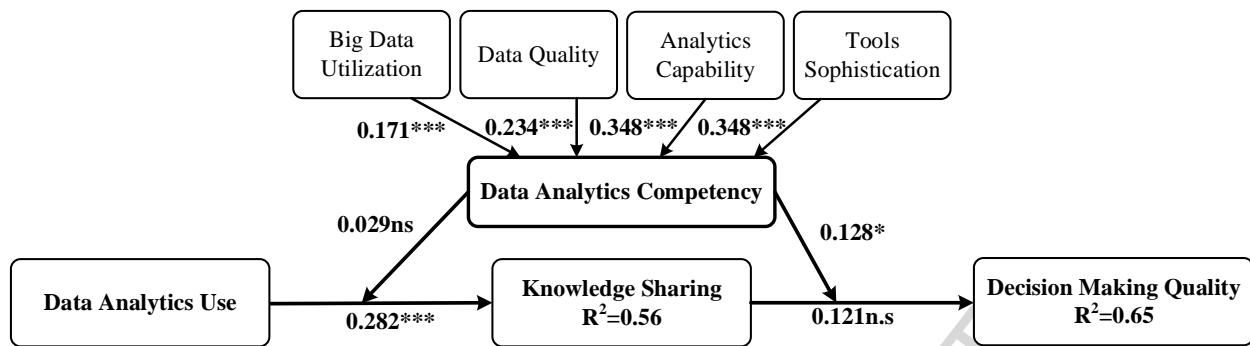 Big Data
Utilization
Data Quality
Analytics
Capability
Tools
Sophistication
0.171***
0.234***
0.348***
0.348***
Data Analytics Competency
0.029ns
0.128*
Data Analytics Use
0.282***
Knowledge Sharing
R²=0.56
0.121n.s
Decision Making Quality
R²=0.65